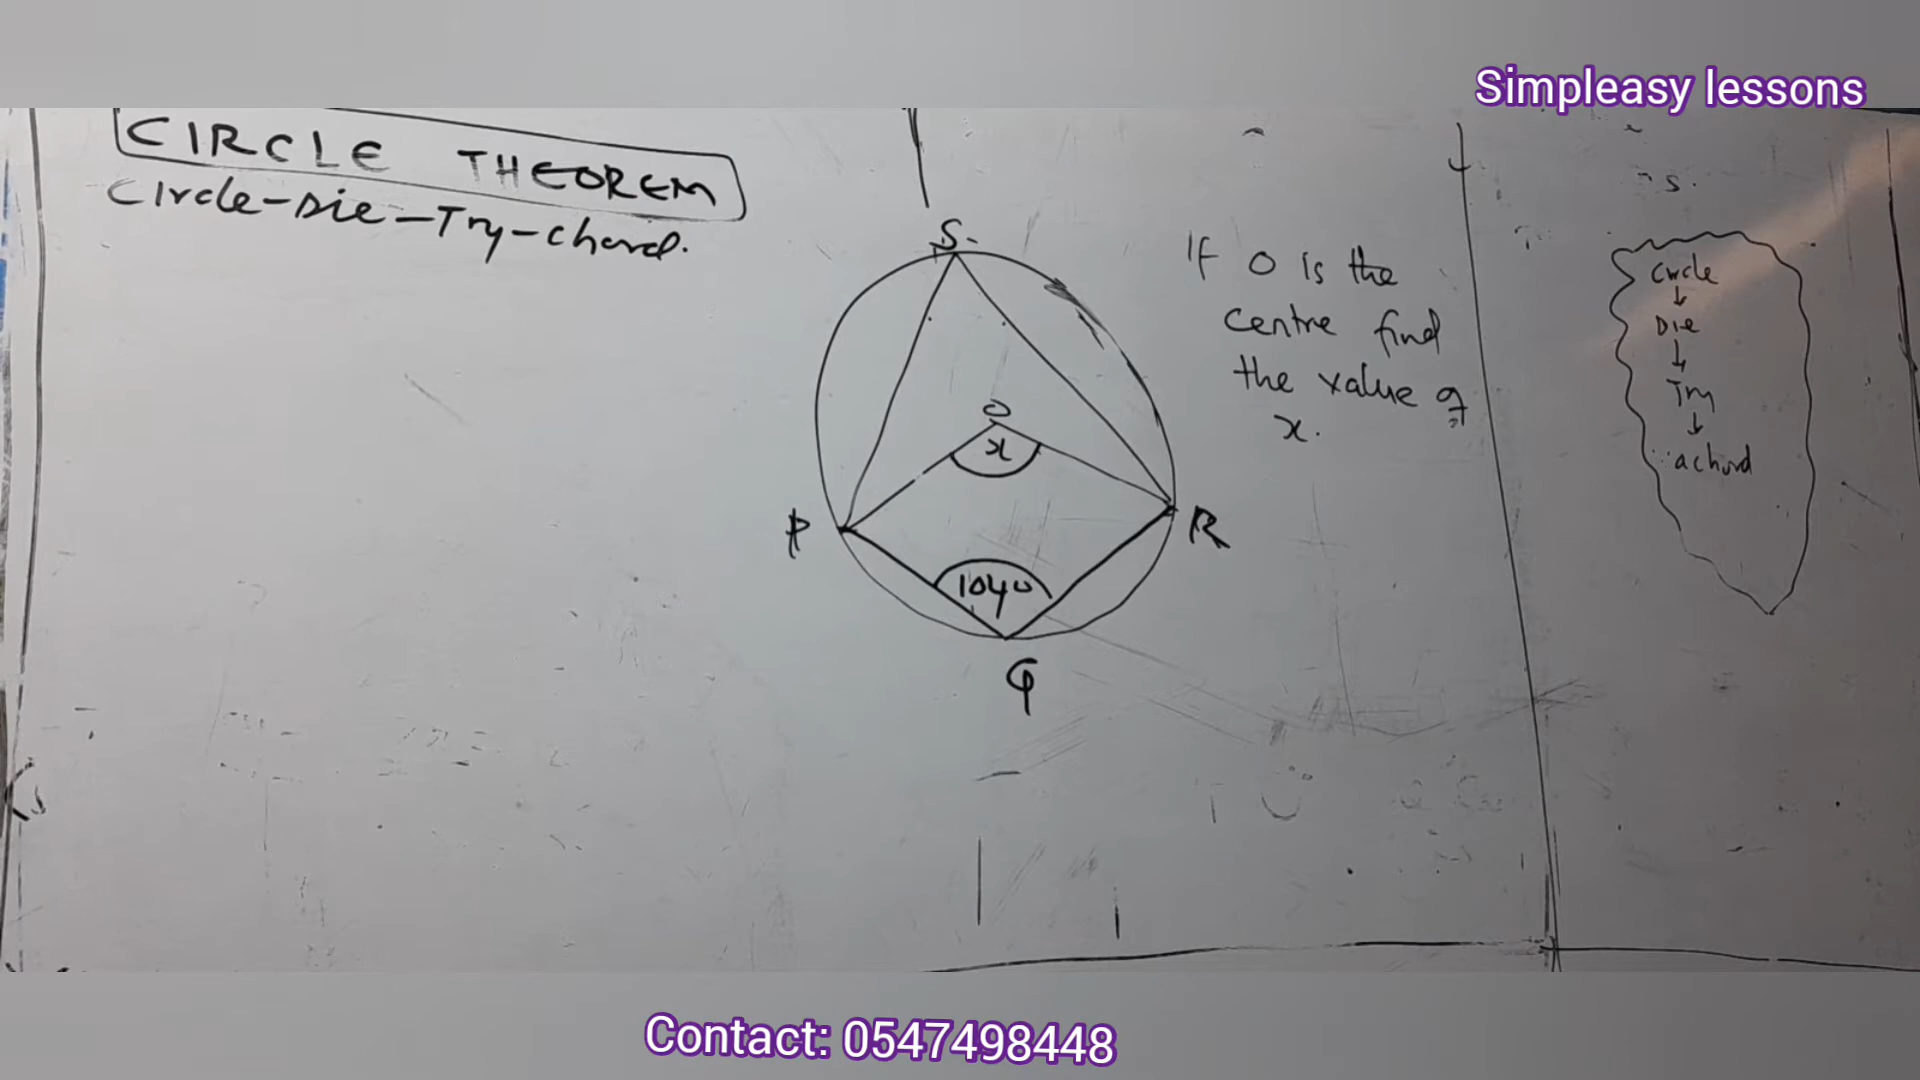 Simpleasy lessons
CIRCLE THEOREM
Circle-Die-Try-chord.
S
If O is the
centre find
the value of
x.
O
x
P
R
104°
Q
Circle
↓
Die
↓
Try
↓
a chord
Contact: 0547498448